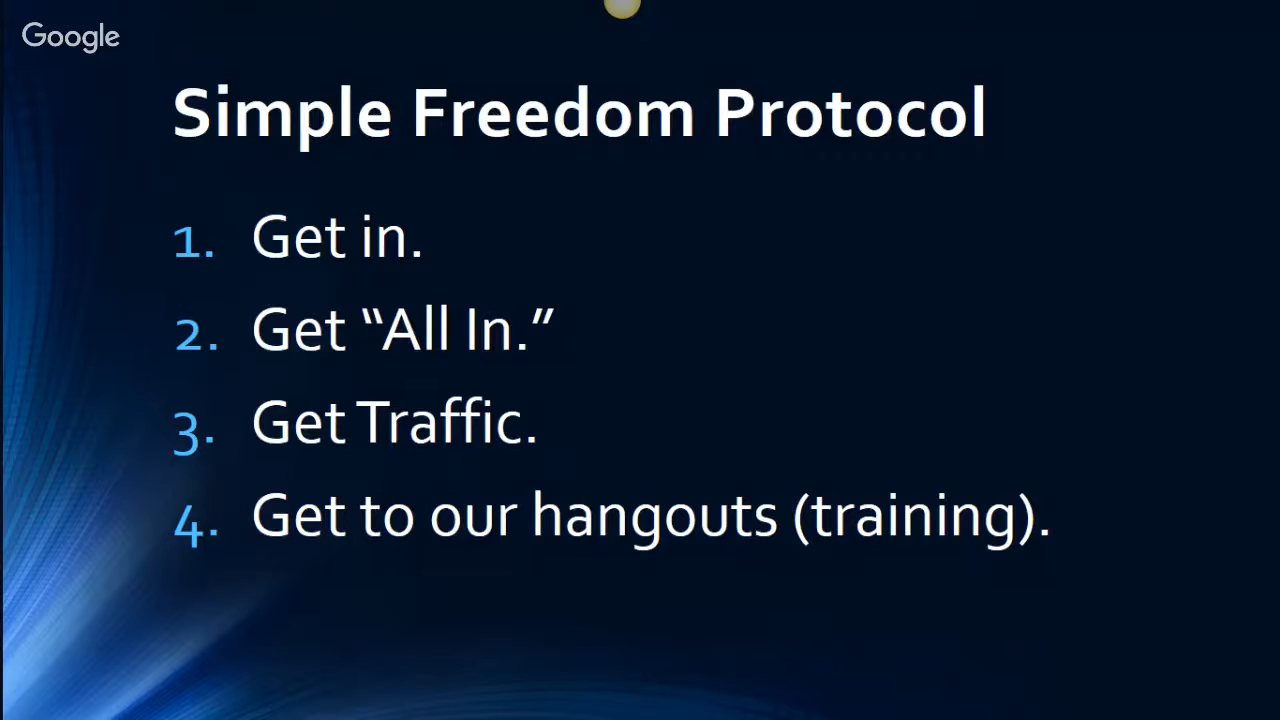 Google
Simple Freedom Protocol
1. Get in.
2. Get “All In.”
3. Get Traffic.
4. Get to our hangouts (training).